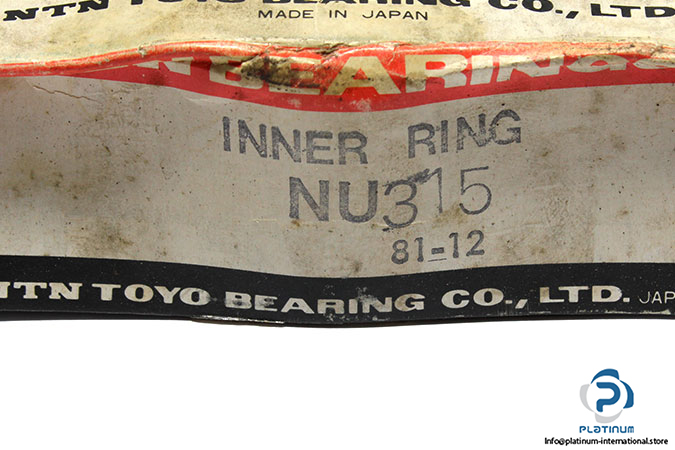 NTN TOYO BEARING CO., LTD.
MADE IN JAPAN
BEARINGS
INNER RING
NU315
81-12
NTN TOYO BEARING CO., LTD. JAP
PLATINUM
Info@platinum-international.store